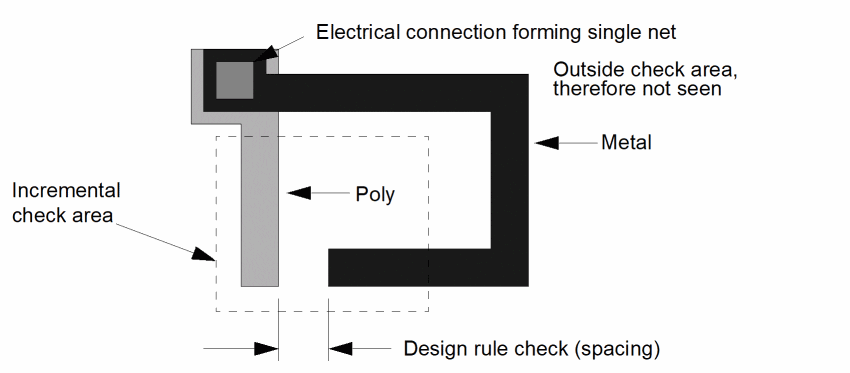 Electrical connection forming single net
Outside check area,
therefore not seen
Metal
Incremental
check area
Poly
Design rule check (spacing)